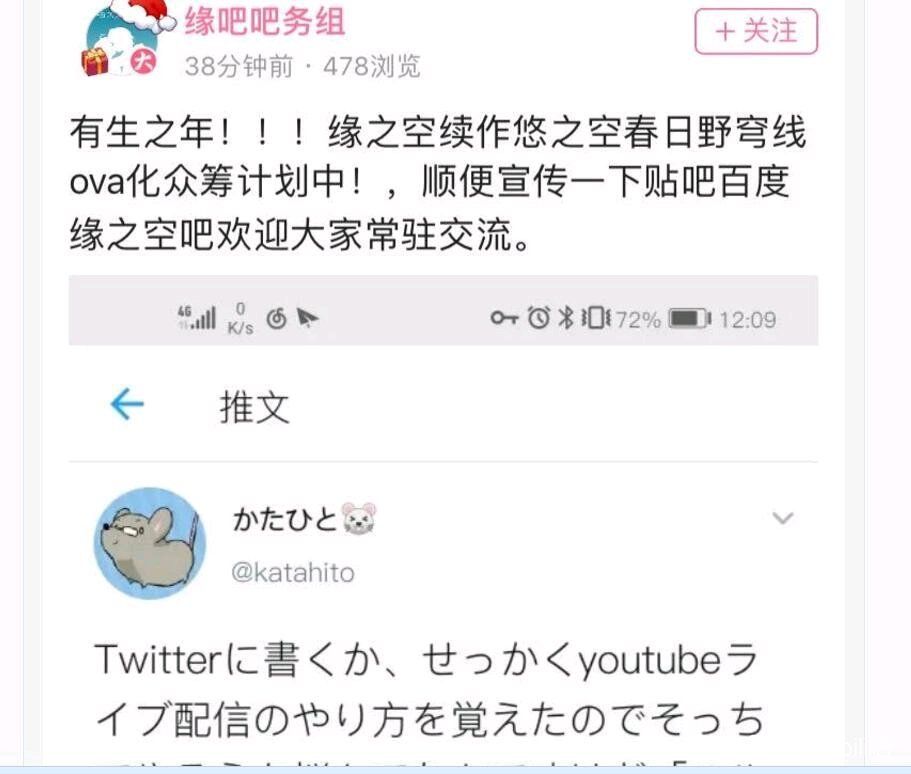 缘吧吧务组
+ 关注
大
38分钟前 · 478浏览
有生之年！！！缘之空续作悠之空春日野穹线
ova化众筹计划中！，顺便宣传一下贴吧百度
缘之空吧欢迎大家常驻交流。
4G 0 K/s 72% 12:09
推文
かたひと🐭
@katahito
Twitterに書くか、せっかくyoutubeラ
イブ配信のやり方を覚えたのでそっち